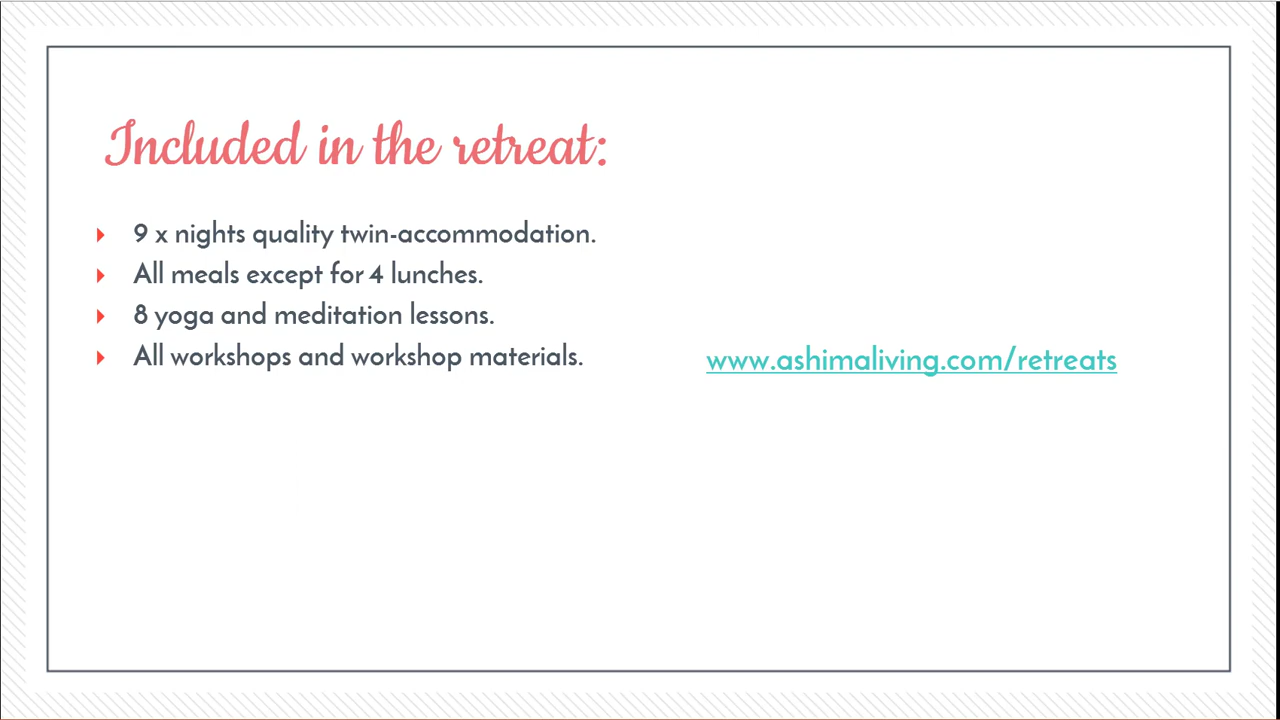 Included in the retreat:
9 x nights quality twin-accommodation.
All meals except for 4 lunches.
8 yoga and meditation lessons.
All workshops and workshop materials.
www.ashimaliving.com/retreats